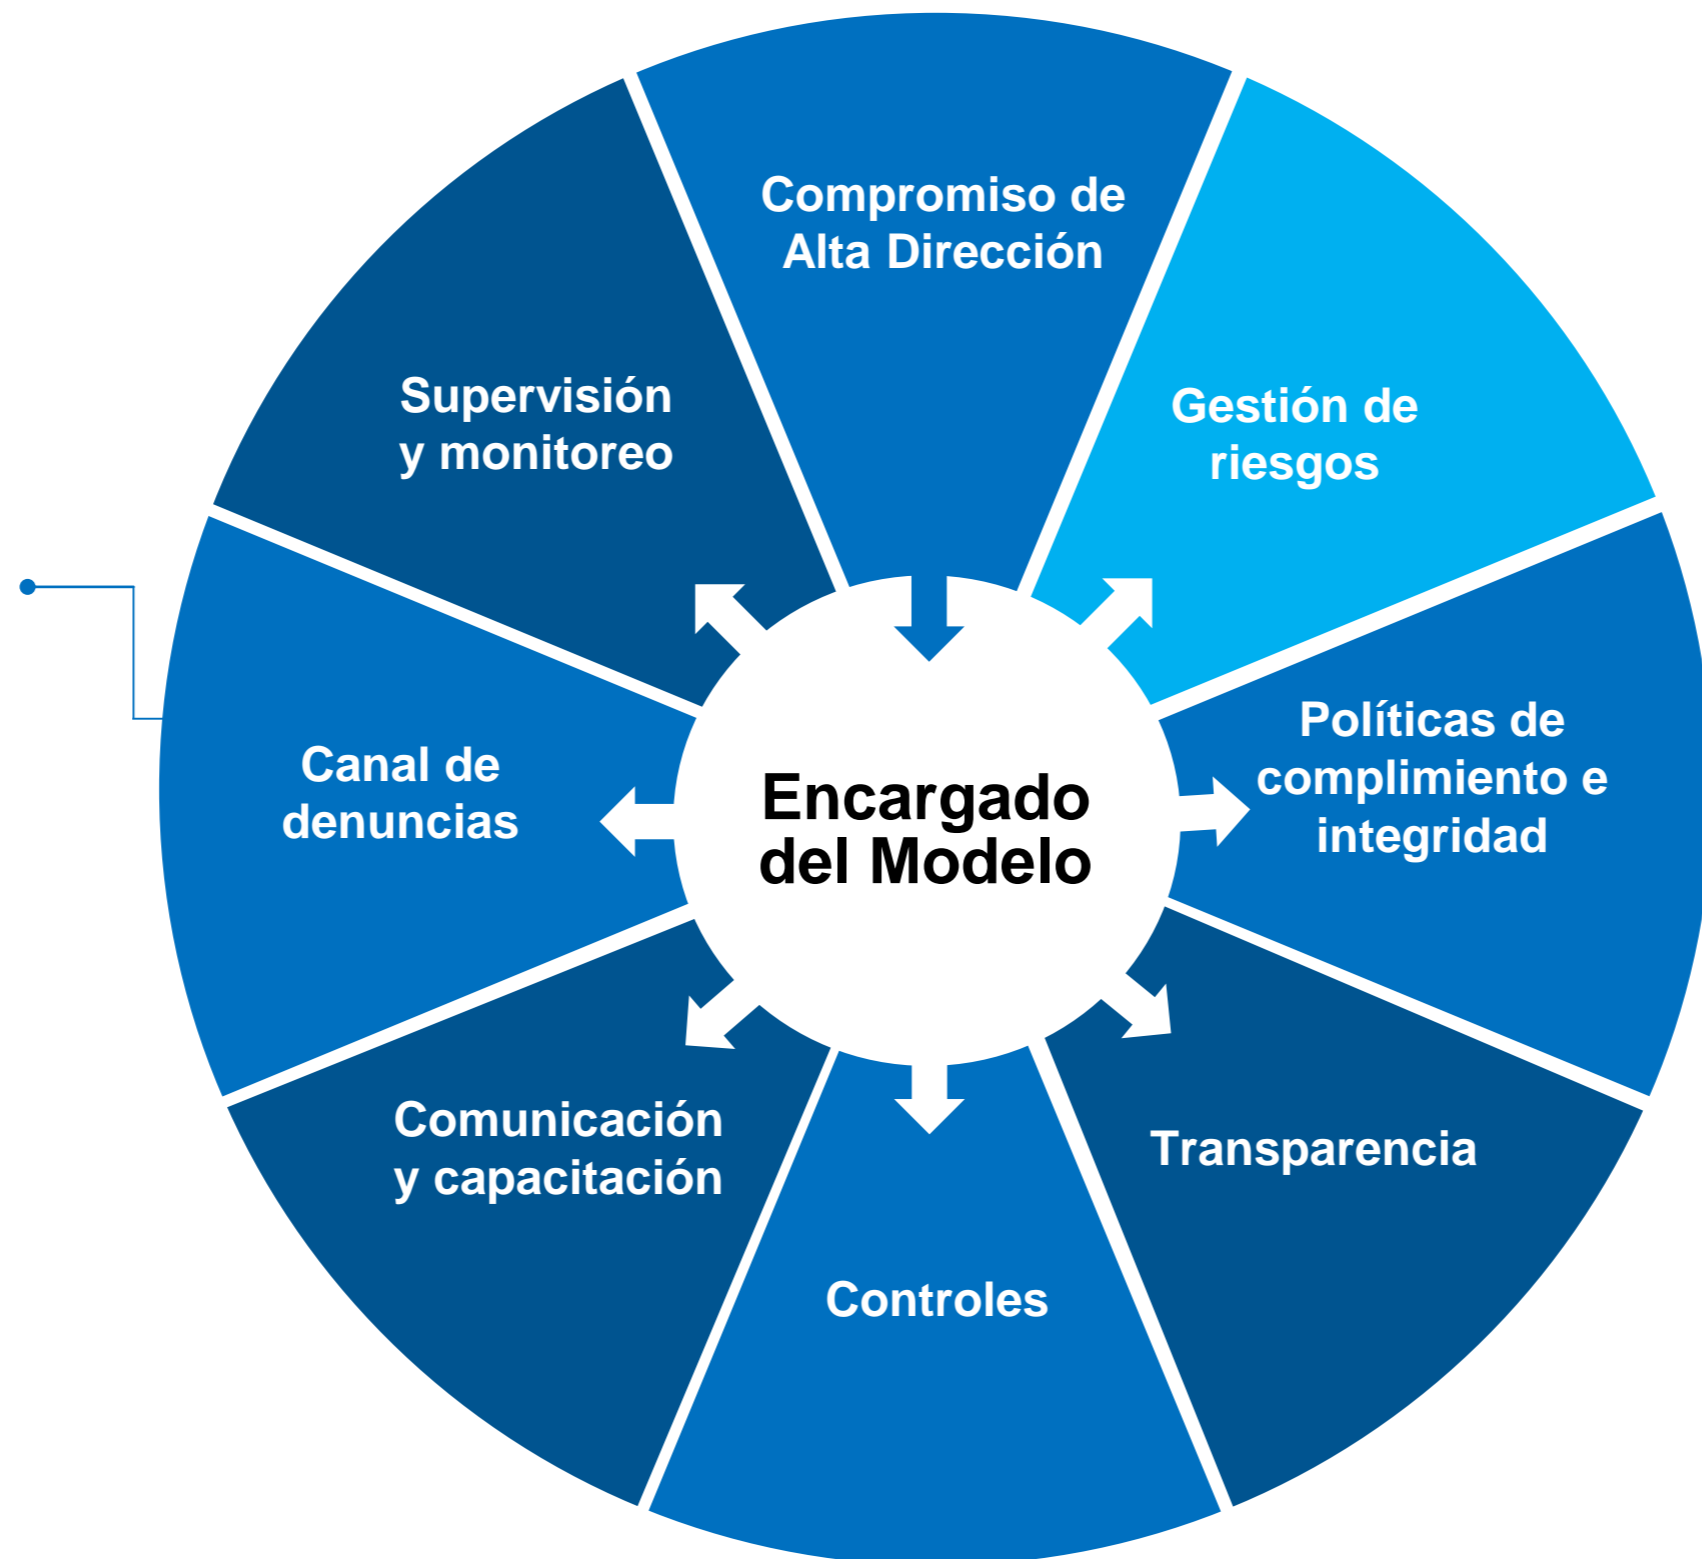 Compromiso de
Alta Dirección
Gestión de
riesgos
Políticas de
complimiento e
integridad
Transparencia
Controles
Comunicación
y capacitación
Canal de
denuncias
Supervisión
y monitoreo
Encargado
del Modelo